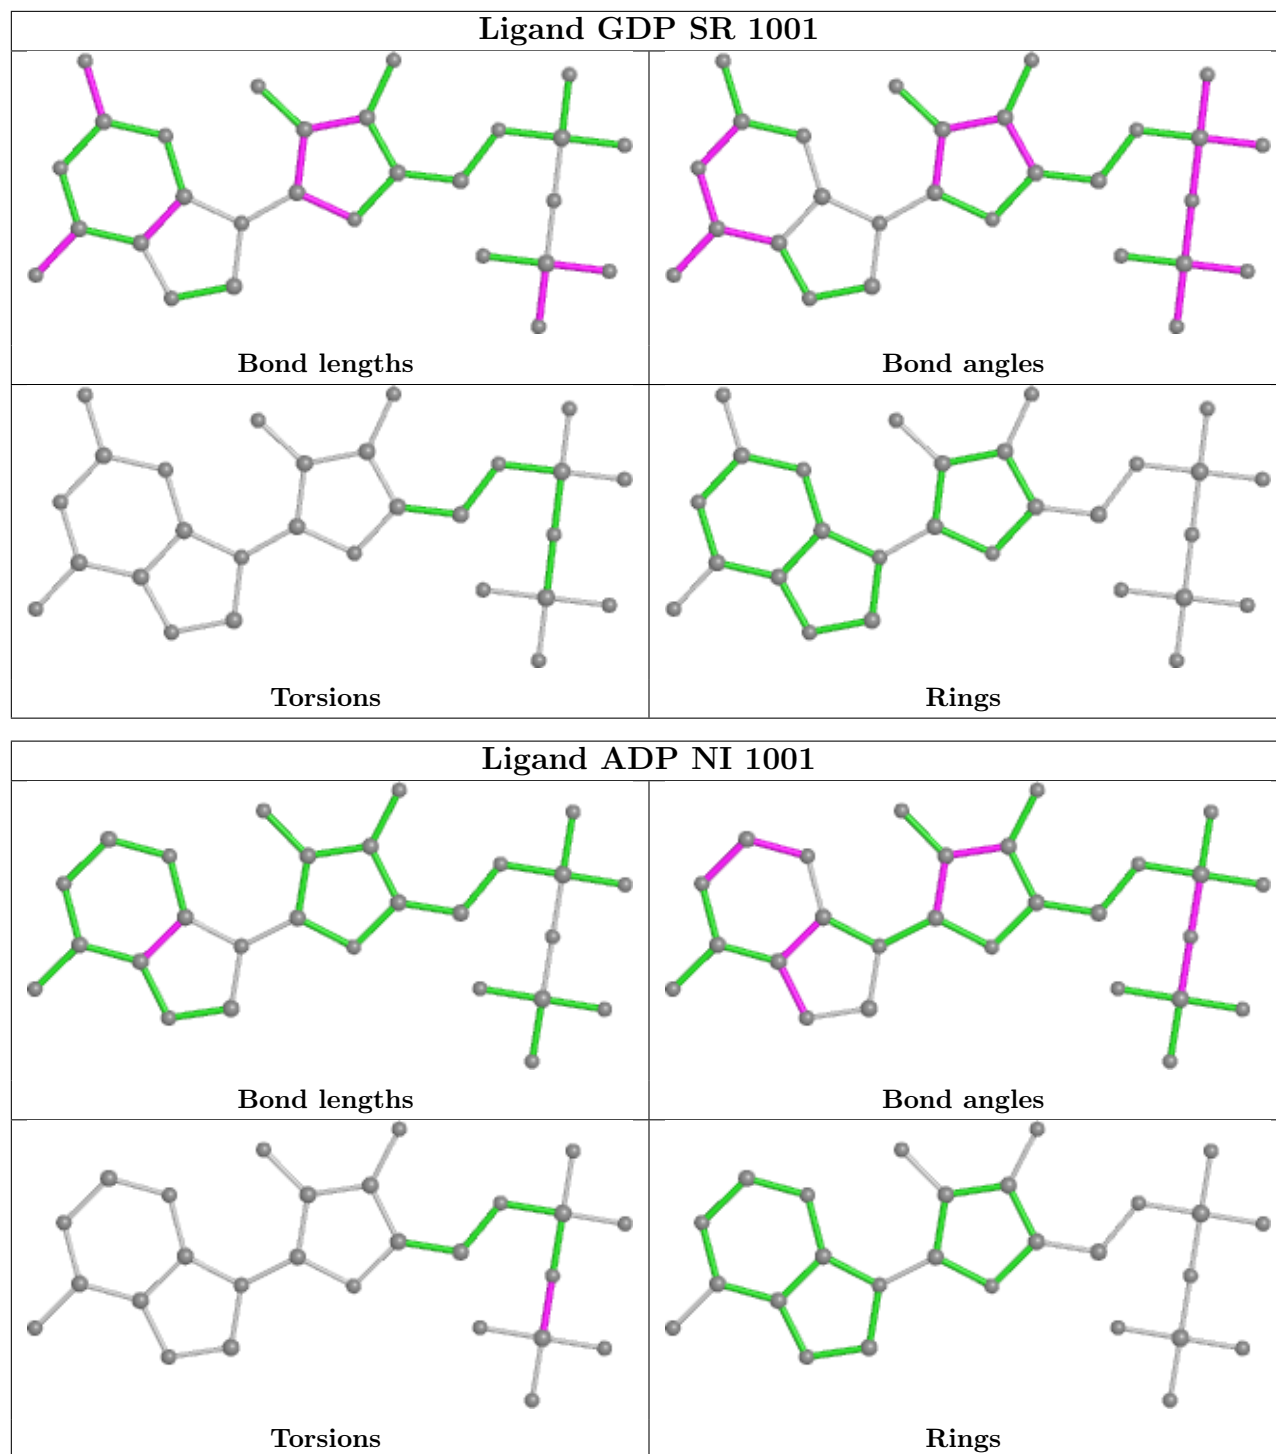 Ligand GDP SR 1001
Bond lengths
Bond angles
Torsions
Rings
Ligand ADP NI 1001
Bond lengths
Bond angles
Torsions
Rings